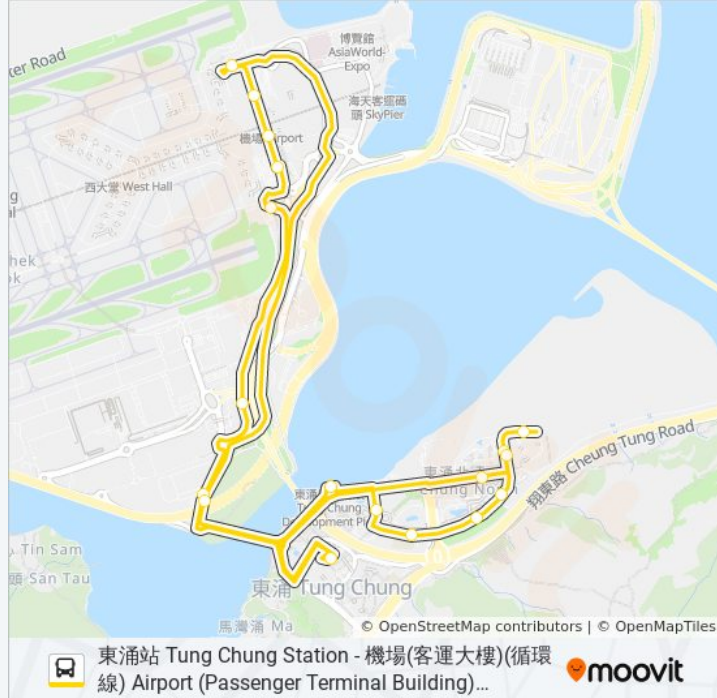 博覽館
AsiaWorld-
Expo
ter Road
海天客運碼
頭 SkyPier
機場 Airport
西大堂 West Hall
hek
ok
翔東路 Cheung Tung Road
東涌北
Chung North
東涌
Tung Chung
Development Pi
Tin Sam
頭 San Tau
東涌 Tung Chung
馬灣涌 Ma
© OpenStreetMap contributors | © OpenMapTiles
東涌站 Tung Chung Station - 機場(客運大樓)(循環
線) Airport (Passenger Terminal Building)...
moovit